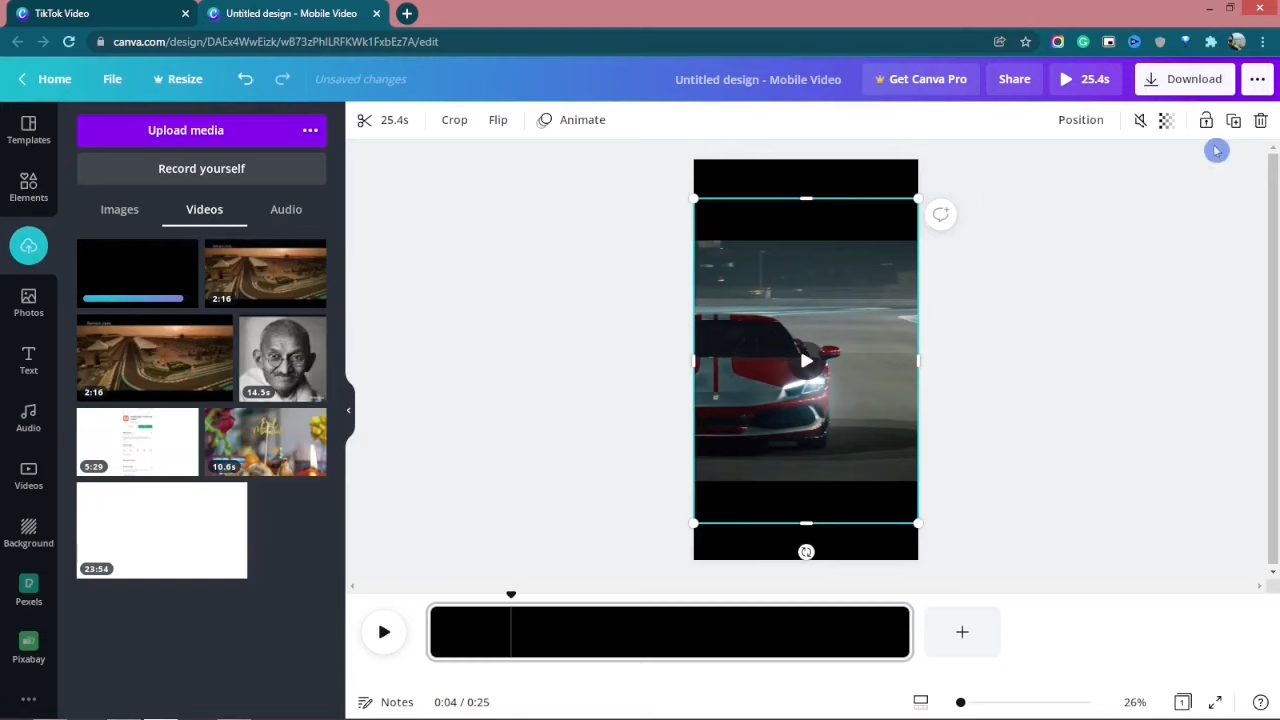 TikTok Video
Untitled design - Mobile Video
canva.com/design/DAEx4WwEizk/wB73zPhlLRFKWk1FxbEz7A/edit
Home
File
Resize
Unsaved changes
Untitled design - Mobile Video
Get Canva Pro
Share
25.4s
Download
Templates
Elements
Photos
Text
Audio
Videos
Background
Pexels
Pixabay
Upload media
Record yourself
Images
Videos
Audio
2:16
2:16
14.5s
5:29
10.6s
23:54
25.4s
Crop
Flip
Animate
Position
Notes
0:04 / 0:25
26%
1